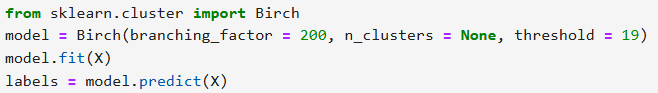 from sklearn.cluster import Birch
model = Birch(branching_factor = 200, n_clusters = None, threshold = 19)
model.fit(X)
labels = model.predict(X)